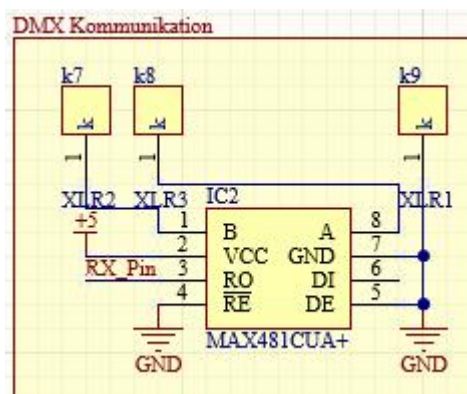 DMX Kommunikation
k7 k8 k9
k k k
1 1 1
XLR2 XLR3 IC2 XLR1
+5
1 B A 8
2 VCC GND 7
RX_Pin 3 RO DI 6
4 RE DE 5
MAX481CUA+
GND GND